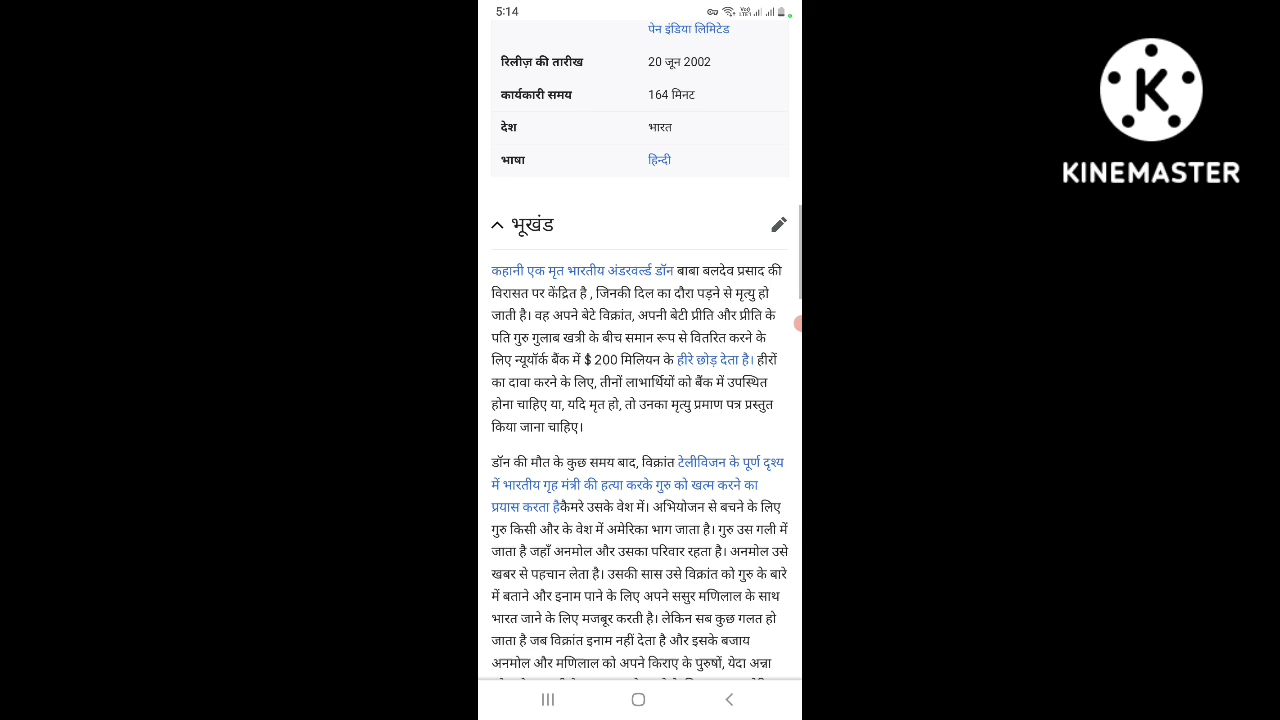 5:14
पेन इंडिया लिमिटेड
रिलीज़ की तारीख 20 जून 2002
कार्यकारी समय 164 मिनट
देश भारत
भाषा हिन्दी
K
KINEMASTER
भूखंड
कहानी एक मृत भारतीय अंडरवर्ल्ड डॉन बाबा बलदेव प्रसाद की
विरासत पर केंद्रित है , जिनकी दिल का दौरा पड़ने से मृत्यु हो
जाती है। वह अपने बेटे विक्रांत, अपनी बेटी प्रीति और प्रीति के
पति गुरु गुलाब खत्री के बीच समान रूप से वितरित करने के
लिए न्यूयॉर्क बैंक में $ 200 मिलियन के हीरे छोड़ देता है। हीरों
का दावा करने के लिए, तीनों लाभार्थियों को बैंक में उपस्थित
होना चाहिए या, यदि मृत हो, तो उनका मृत्यु प्रमाण पत्र प्रस्तुत
किया जाना चाहिए।
डॉन की मौत के कुछ समय बाद, विक्रांत टेलीविजन के पूर्ण दृश्य
में भारतीय गृह मंत्री की हत्या करके गुरु को खत्म करने का
प्रयास करता हैकैमरे उसके वेश में। अभियोजन से बचने के लिए
गुरु किसी और के वेश में अमेरिका भाग जाता है। गुरु उस गली में
जाता है जहाँ अनमोल और उसका परिवार रहता है। अनमोल उसे
खबर से पहचान लेता है। उसकी सास उसे विक्रांत को गुरु के बारे
में बताने और इनाम पाने के लिए अपने ससुर मणिलाल के साथ
भारत जाने के लिए मजबूर करती है। लेकिन सब कुछ गलत हो
जाता है जब विक्रांत इनाम नहीं देता है और इसके बजाय
अनमोल और मणिलाल को अपने किराए के पुरुषों, येदा अन्ना